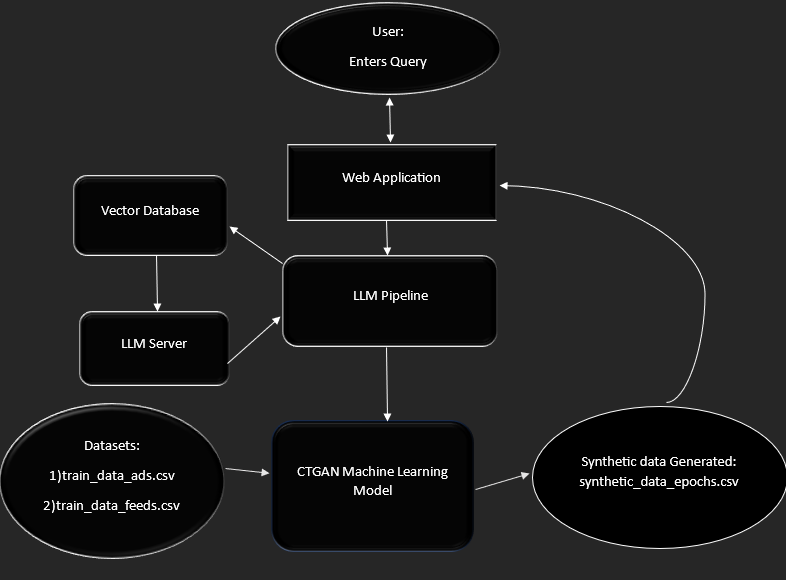 User:
Enters Query
Web Application
Vector Database
LLM Pipeline
LLM Server
Datasets:
1)train_data_ads.csv
2)train_data_feeds.csv
CTGAN Machine Learning
Model
Synthetic data Generated:
synthetic_data_epochs.csv